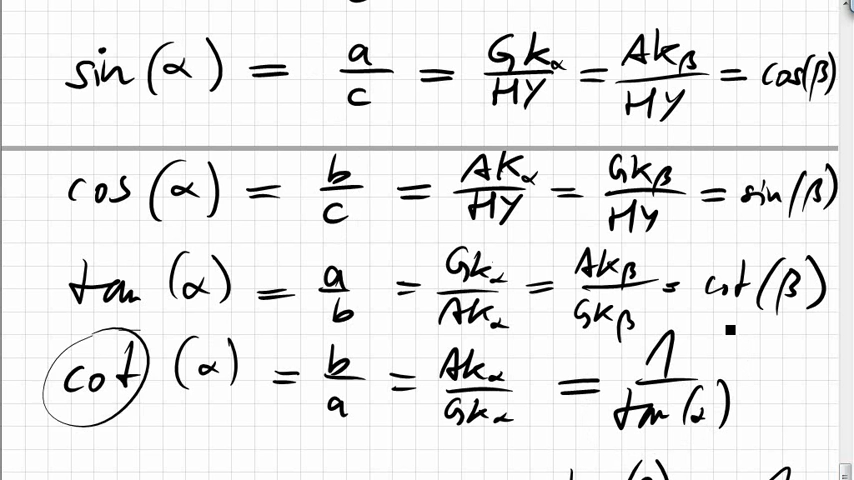 sin(α) = a/c = Gkα/HY = Akβ/HY = cos(β)
cos(α) = b/c = Akα/HY = Gkβ/HY = sin(β)
tan(α) = a/b = Gkα/Akα = Akβ/Gkβ = cot(β)
cot(α) = b/a = Akα/Gkα = 1/tan(α)